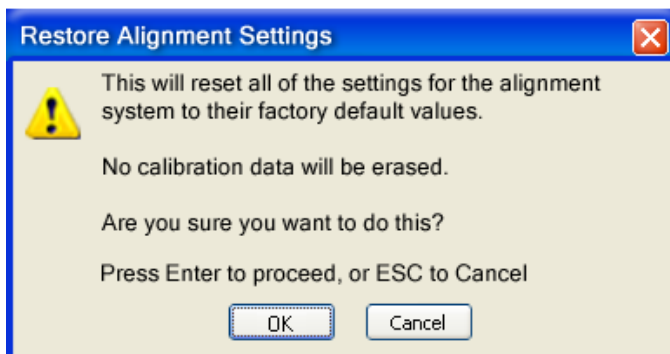 Restore Alignment Settings
This will reset all of the settings for the alignment
system to their factory default values.
No calibration data will be erased.
Are you sure you want to do this?
Press Enter to proceed, or ESC to Cancel
OK
Cancel